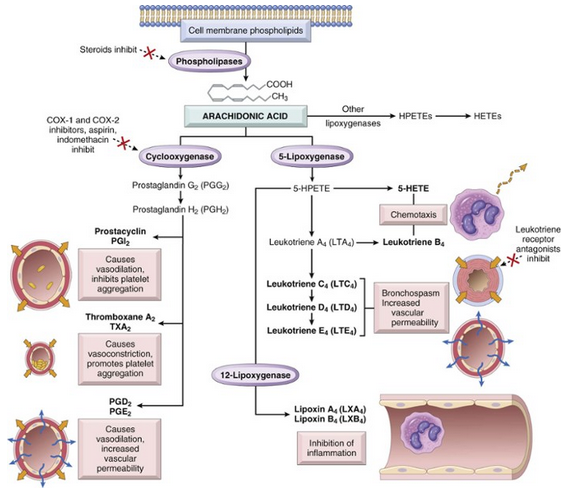 Cell membrane phospholipids
Steroids inhibit
Phospholipases
COOH
CH3
ARACHIDONIC ACID
Other
lipoxygenases
HPETEs
HETEs
COX-1 and COX-2
inhibitors, aspirin,
indomethacin
inhibit
Cyclooxygenase
5-Lipoxygenase
Prostaglandin G2 (PGG2)
Prostaglandin H2 (PGH2)
5-HPETE
5-HETE
Chemotaxis
Leukotriene A4 (LTA4)
Leukotriene B4
Leukotriene
receptor
antagonists
inhibit
Prostacyclin
PGI2
Causes
vasodilation,
inhibits platelet
aggregation
Leukotriene C4 (LTC4)
Leukotriene D4 (LTD4)
Leukotriene E4 (LTE4)
Bronchospasm
Increased
vascular
permeability
Thromboxane A2
TXA2
Causes
vasoconstriction,
promotes platelet
aggregation
12-Lipoxygenase
PGD2
PGE2
Causes
vasodilation,
increased
vascular
permeability
Lipoxin A4 (LXA4)
Lipoxin B4 (LXB4)
Inhibition of
inflammation